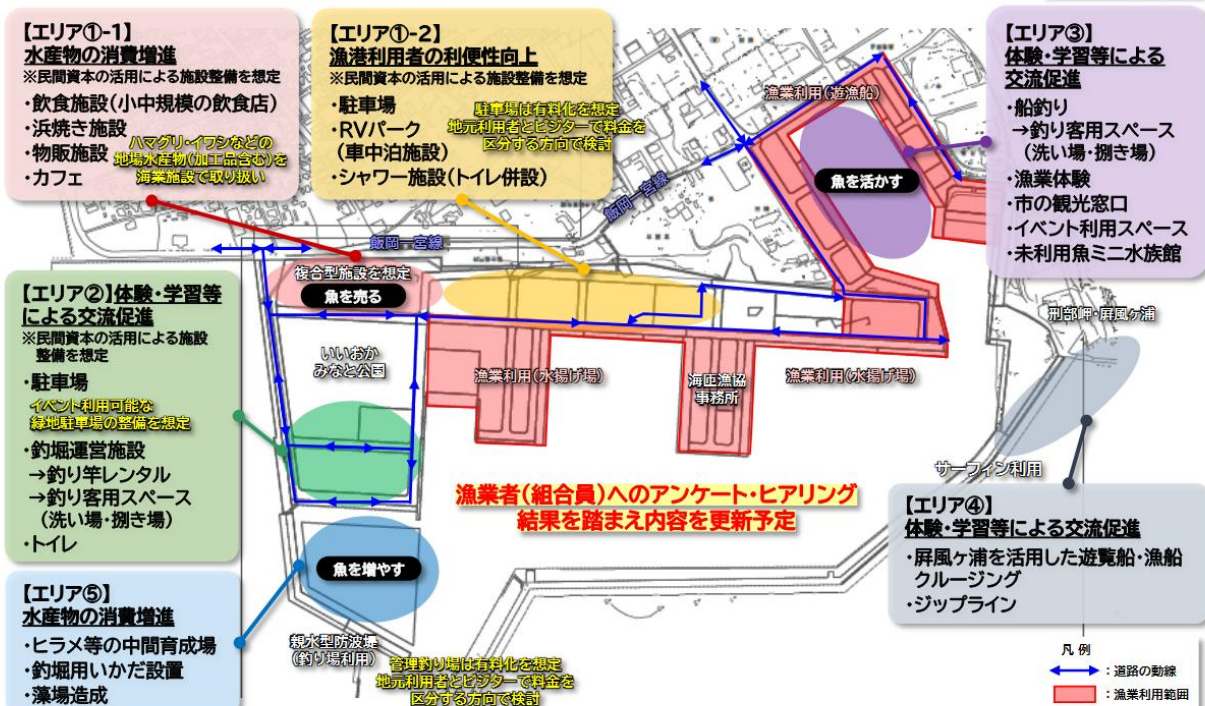 【エリア①-1】
水産物の消費増進
※民間資本の活用による施設整備を想定
・飲食施設(小中規模の飲食店)
・浜焼き施設
・物販施設
・カフェ
ハマグリ・イワシなどの
地場水産物(加工品含む)を
海業施設で取り扱い
【エリア①-2】
漁港利用者の利便性向上
※民間資本の活用による施設整備を想定
・駐車場
・RVパーク
(車中泊施設)
・シャワー施設(トイレ併設)
駐車場は有料化を想定
地元利用者とビジターで料金を
区分する方向で検討
【エリア③】
体験・学習等による
交流促進
・船釣り
→釣り客用スペース
(洗い場・捌き場)
・漁業体験
・市の観光窓口
・イベント利用スペース
・未利用魚ミニ水族館
漁業利用(遊漁船)
魚を活かす
飯岡一宮線
飯岡一宮線
複合型施設を想定
魚を売る
【エリア②】体験・学習等
による交流促進
※民間資本の活用による施設
整備を想定
・駐車場
イベント利用可能な
緑地駐車場の整備を想定
・釣堀運営施設
→釣り竿レンタル
→釣り客用スペース
(洗い場・捌き場)
・トイレ
いいおか
みなと公園
漁業利用(水揚げ場)
海匝漁協
事務所
漁業利用(水揚げ場)
刑部岬・屏風ヶ浦
サーフィン利用
漁業者(組合員)へのアンケート・ヒアリング
結果を踏まえ内容を更新予定
【エリア④】
体験・学習等による交流促進
・屏風ヶ浦を活用した遊覧船・漁船
クルージング
・ジップライン
【エリア⑤】
水産物の消費増進
・ヒラメ等の中間育成場
・釣堀用いかだ設置
・藻場造成
魚を増やす
親水型防波堤
(釣り場利用)
管理釣り場は有料化を想定
地元利用者とビジターで料金を
区分する方向で検討
凡 例
:道路の動線
:漁業利用範囲